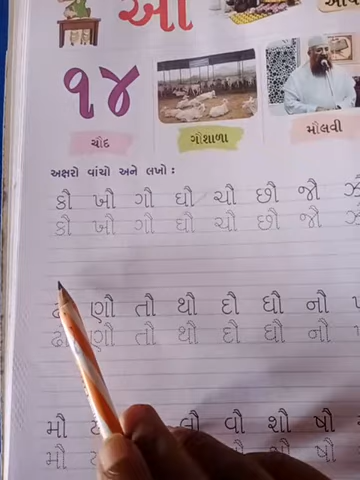 ઔ
૧૪
ચૌદ ગૌશાળા મૌલવી
અક્ષરો વાંચો અને લખો :
કૌ ખૌ ગૌ ઘૌ ચૌ છૌ જૌ
કૌ ખૌ ગૌ ઘૌ ચૌ છૌ જૌ
ણૌ તૌ થૌ દૌ ધૌ નૌ
ણૌ તૌ થૌ દૌ ધૌ નૌ
મૌ લૌ વૌ શૌ ષૌ
મૌ શૌ ષૌ